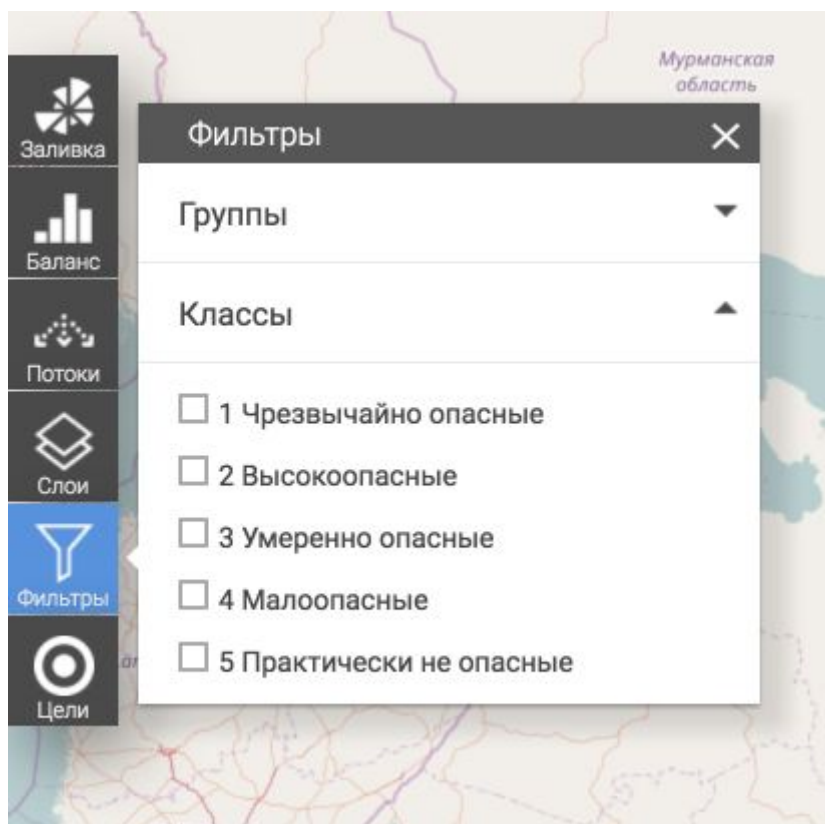 Мурманская
область
Заливка
Баланс
Потоки
Слои
Фильтры
Цели
Фильтры
Группы
Классы
1 Чрезвычайно опасные
2 Высокоопасные
3 Умеренно опасные
4 Малоопасные
5 Практически не опасные